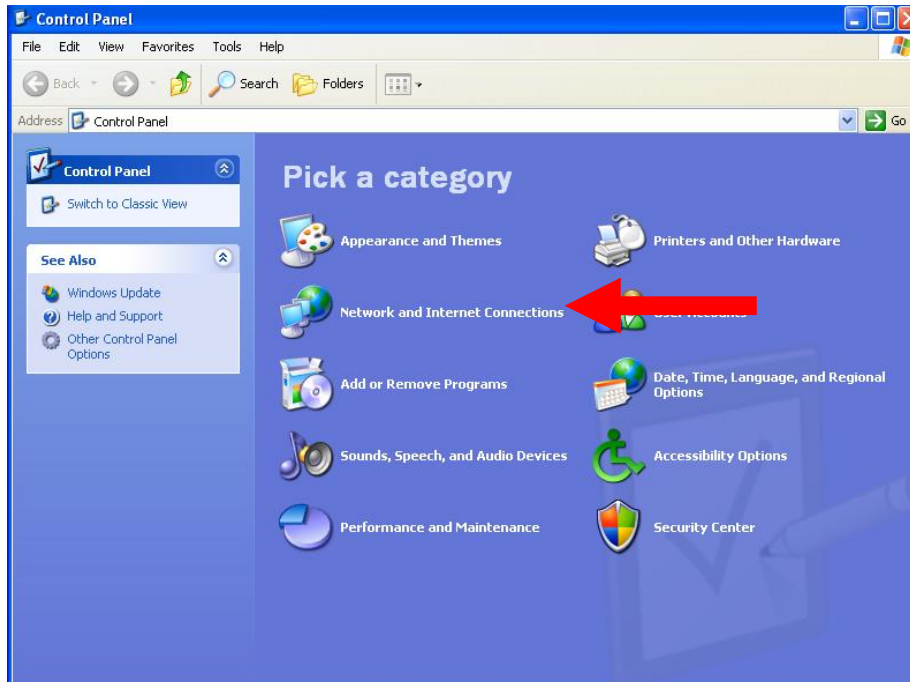 Control Panel
File Edit View Favorites Tools Help
Back Search Folders
Address Control Panel Go
Control Panel
Switch to Classic View
See Also
Windows Update
Help and Support
Other Control Panel
Options
Pick a category
Appearance and Themes
Printers and Other Hardware
Network and Internet Connections
User Accounts
Add or Remove Programs
Date, Time, Language, and Regional
Options
Sounds, Speech, and Audio Devices
Accessibility Options
Performance and Maintenance
Security Center